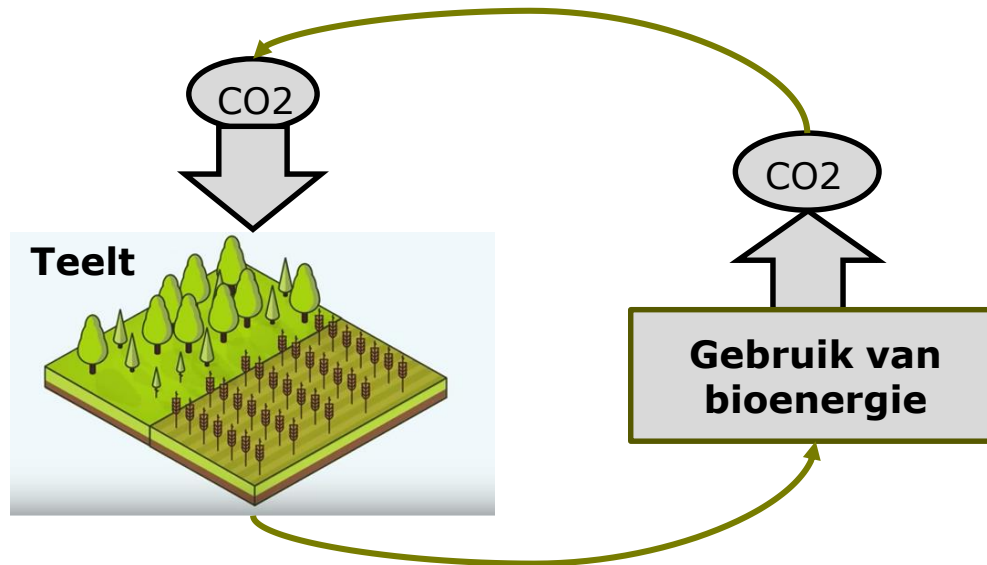 CO2
CO2
Teelt
Gebruik van
bioenergie